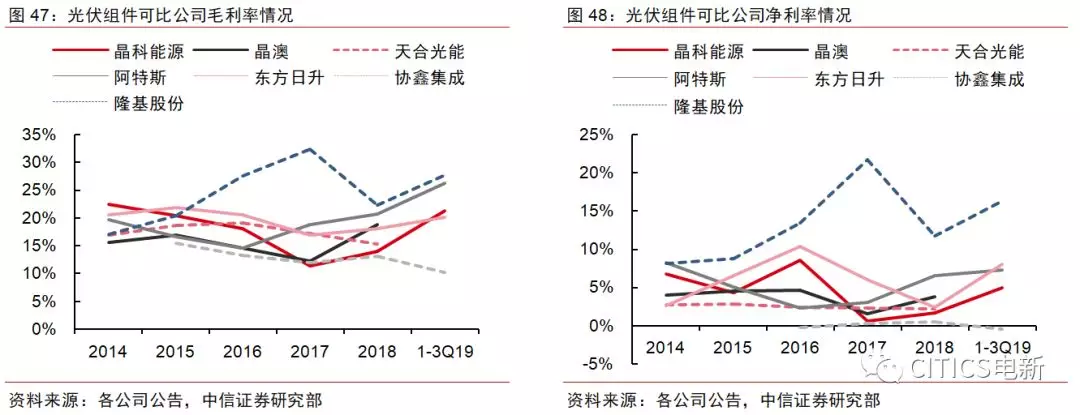 图 47：光伏组件可比公司毛利率情况
晶科能源 晶澳 天合光能
阿特斯 东方日升 协鑫集成
隆基股份
35%
30%
25%
20%
15%
10%
5%
0%
2014 2015 2016 2017 2018 1-3Q19
资料来源：各公司公告，中信证券研究部
图 48：光伏组件可比公司净利率情况
晶科能源 晶澳 天合光能
阿特斯 东方日升 协鑫集成
隆基股份
25%
20%
15%
10%
5%
0%
-5%
2014 2015 2016 2017 2018 1-3Q19
CITICS电新
资料来源：各公司公告，中信证券研究部